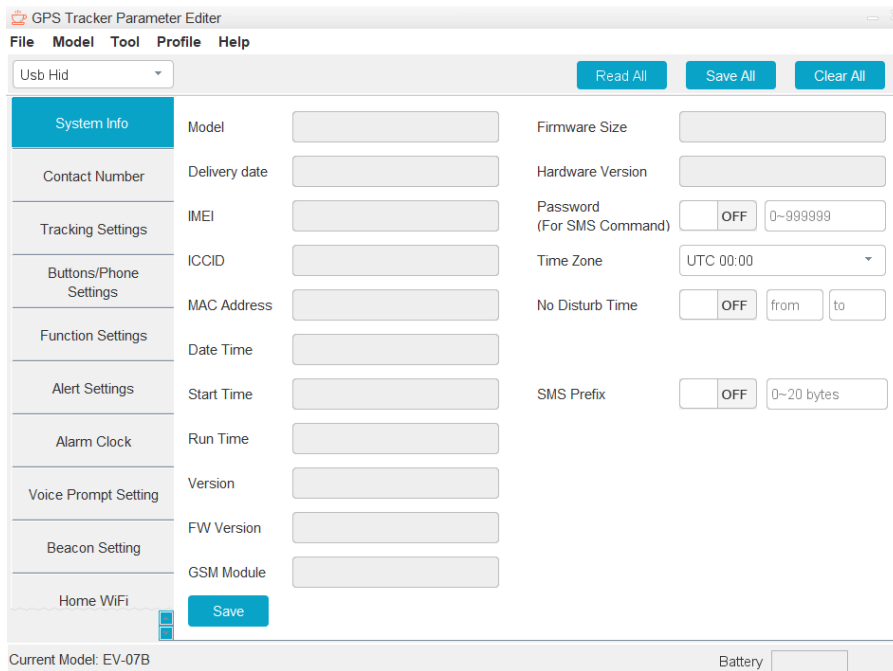 GPS Tracker Parameter Editer
File Model Tool Profile Help
Usb Hid
Read All Save All Clear All
System Info
Contact Number
Tracking Settings
Buttons/Phone
Settings
Function Settings
Alert Settings
Alarm Clock
Voice Prompt Setting
Beacon Setting
Home WiFi
Model
Delivery date
IMEI
ICCID
MAC Address
Date Time
Start Time
Run Time
Version
FW Version
GSM Module
Save
Firmware Size
Hardware Version
Password
(For SMS Command)
OFF 0~999999
Time Zone UTC 00:00
No Disturb Time OFF from to
SMS Prefix OFF 0~20 bytes
Current Model: EV-07B
Battery